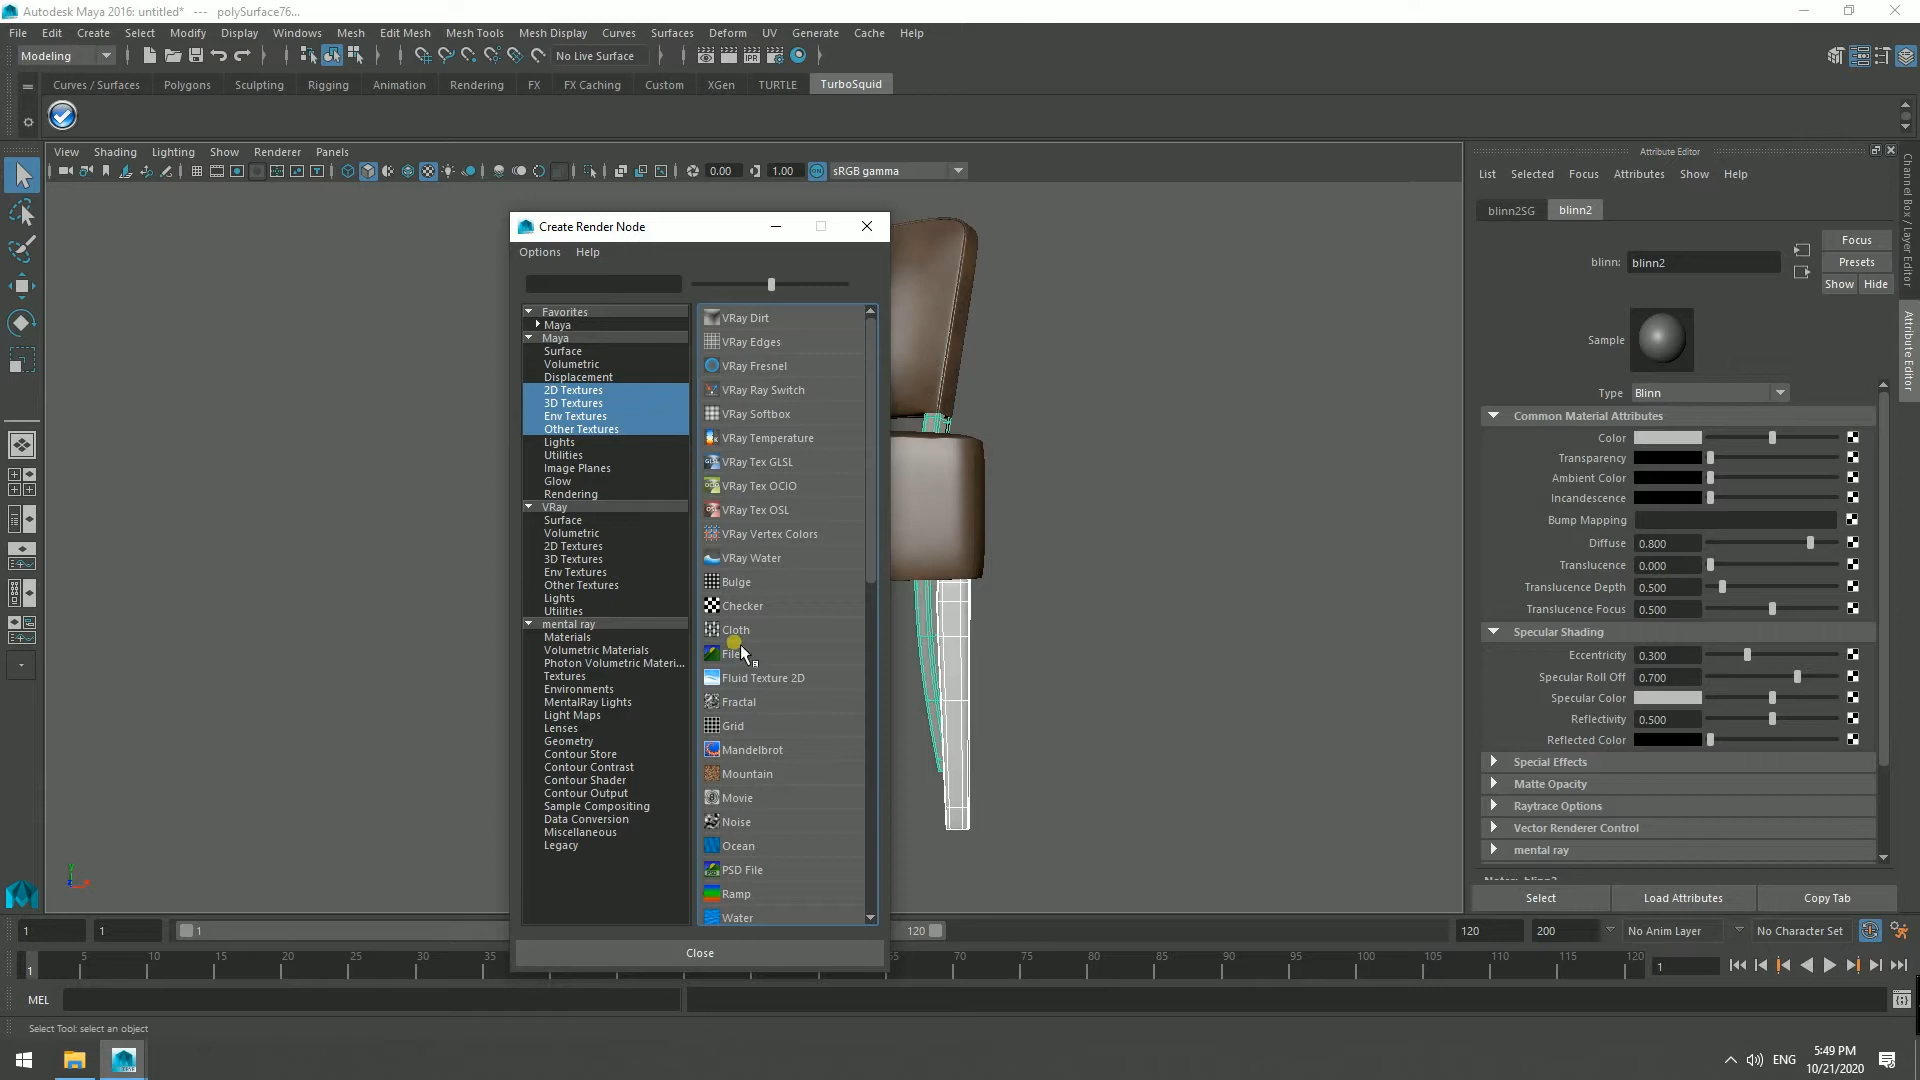 Autodesk Maya 2016: untitled* --- polySurface76...
File Edit Create Select Modify Display Windows Mesh Edit Mesh Mesh Tools Mesh Display Curves Surfaces Deform UV Generate Cache Help
Modeling No Live Surface
Curves / Surfaces Polygons Sculpting Rigging Animation Rendering FX FX Caching Custom XGen TURTLE TurboSquid
View Shading Lighting Show Renderer Panels
0.00 1.00 sRGB gamma
Create Render Node
Options Help
Favorites
Maya
Maya
Surface
Volumetric
Displacement
2D Textures
3D Textures
Env Textures
Other Textures
Lights
Utilities
Image Planes
Glow
Rendering
VRay
Surface
Volumetric
2D Textures
3D Textures
Env Textures
Other Textures
Lights
Utilities
mental ray
Materials
Volumetric Materials
Photon Volumetric Materi...
Textures
Environments
MentalRay Lights
Light Maps
Lenses
Geometry
Contour Store
Contour Contrast
Contour Shader
Contour Output
Sample Compositing
Data Conversion
Miscellaneous
Legacy
VRay Dirt
VRay Edges
VRay Fresnel
VRay Ray Switch
VRay Softbox
VRay Temperature
VRay Tex GLSL
VRay Tex OCIO
VRay Tex OSL
VRay Vertex Colors
VRay Water
Bulge
Checker
Cloth
File
Fluid Texture 2D
Fractal
Grid
Mandelbrot
Mountain
Movie
Noise
Ocean
PSD File
Ramp
Water
Close
Attribute Editor
List Selected Focus Attributes Show Help
blinn2SG blinn2
blinn: blinn2
Focus
Presets
Show Hide
Sample
Type Blinn
Common Material Attributes
Color
Transparency
Ambient Color
Incandescence
Bump Mapping
Diffuse 0.800
Translucence 0.000
Translucence Depth 0.500
Translucence Focus 0.500
Specular Shading
Eccentricity 0.300
Specular Roll Off 0.700
Specular Color
Reflectivity 0.500
Reflected Color
Special Effects
Matte Opacity
Raytrace Options
Vector Renderer Control
mental ray
Select Load Attributes Copy Tab
Channel Box / Layer Editor
Attribute Editor
1 1 1 120 120 200 No Anim Layer No Character Set
1 5 10 15 20 25 30 35 65 70 75 80 85 90 95 100 105 110 115 120 1
MEL
Select Tool: select an object
ENG
5:49 PM
10/21/2020